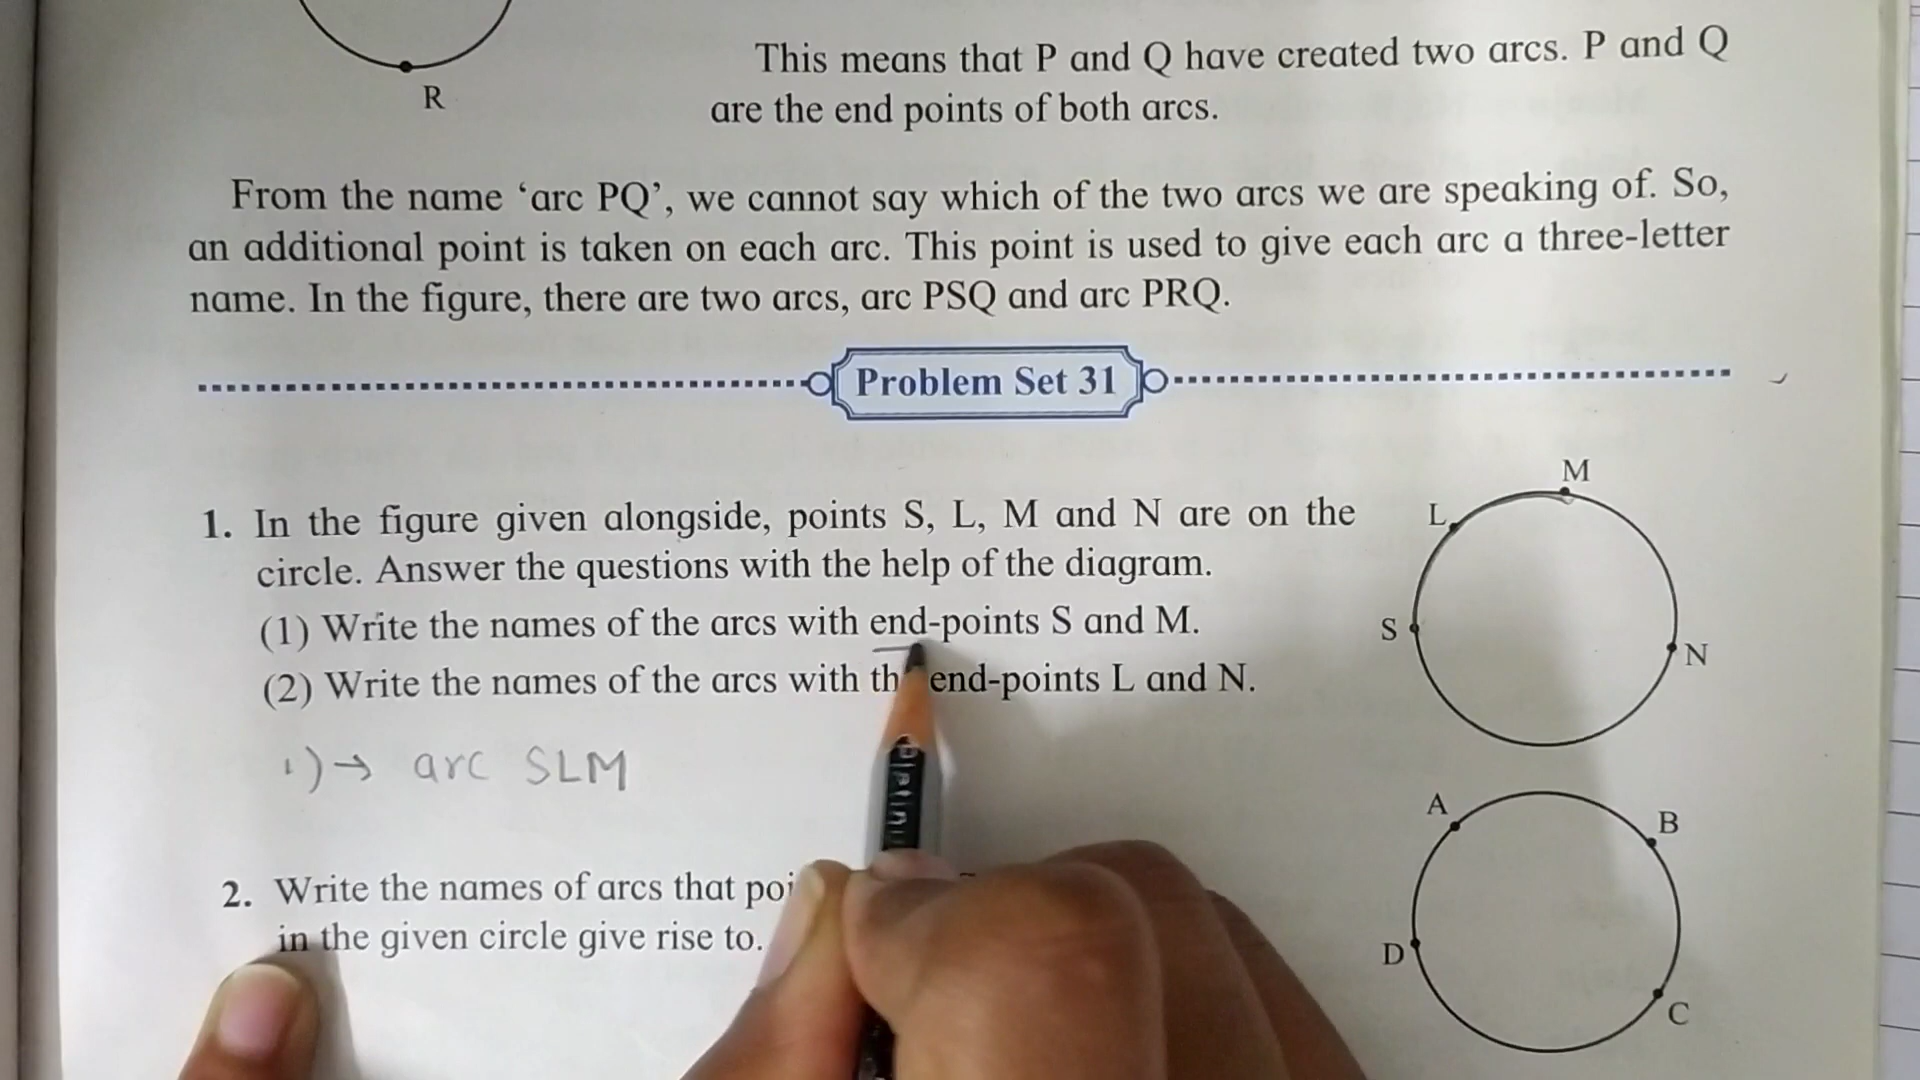 R
This means that P and Q have created two arcs. P and Q
are the end points of both arcs.
From the name ‘arc PQ’, we cannot say which of the two arcs we are speaking of. So,
an additional point is taken on each arc. This point is used to give each arc a three-letter
name. In the figure, there are two arcs, arc PSQ and arc PRQ.
Problem Set 31
1. In the figure given alongside, points S, L, M and N are on the
circle. Answer the questions with the help of the diagram.
(1) Write the names of the arcs with end-points S and M.
(2) Write the names of the arcs with th end-points L and N.
M
L
S
N
1) → arc SLM
2. Write the names of arcs that poi
in the given circle give rise to.
A
B
D
C